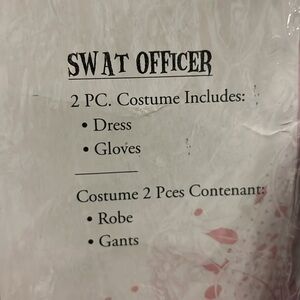 SWAT OFFICER
2 PC. Costume Includes:
• Dress
• Gloves
Costume 2 Pces Contenant:
• Robe
• Gants